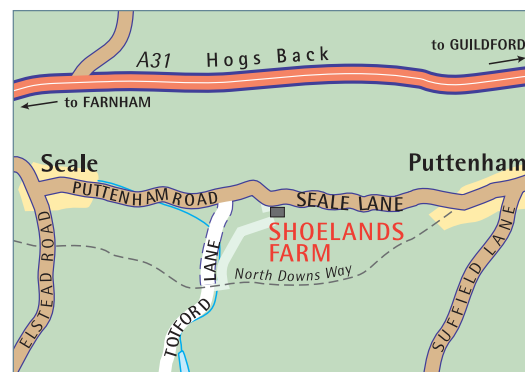 to GUILDFORD
A31 Hogs Back
to FARNHAM
Seale
Puttenham
PUTTENHAM ROAD
SEALE LANE
SHOELANDS
FARM
North Downs Way
ELSTEAD ROAD
TOTFORD LANE
SUFFIELD LANE